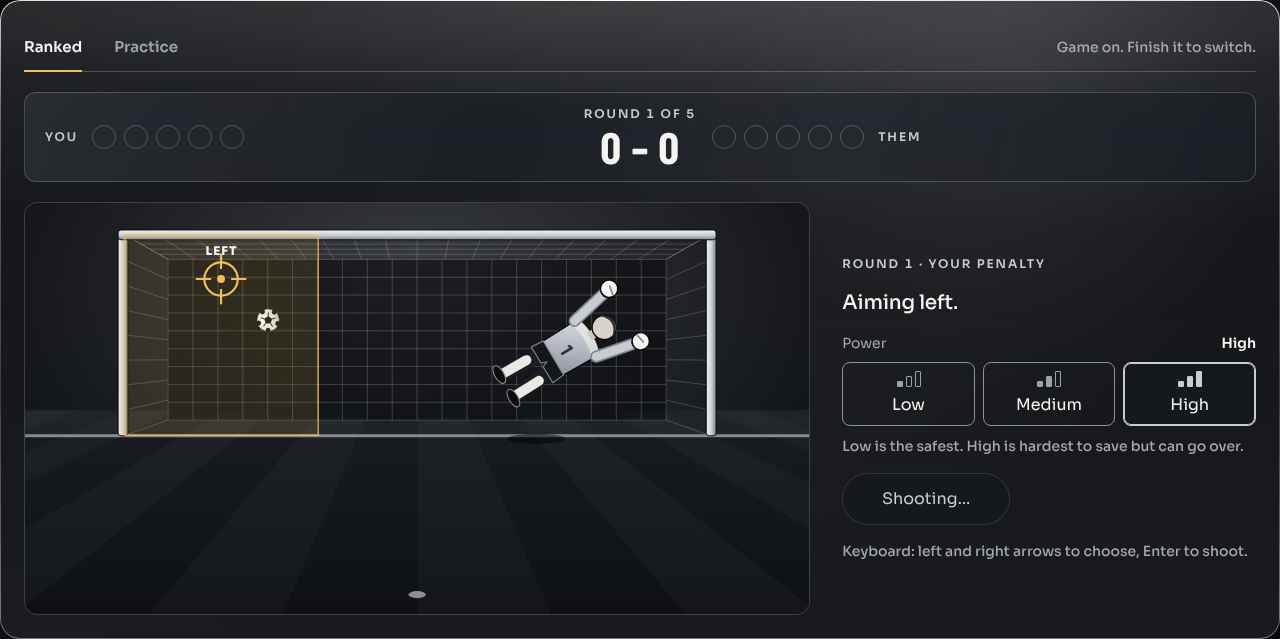 Ranked
Practice
Game on. Finish it to switch.
YOU
ROUND 1 OF 5
0 – 0
THEM
LEFT
1
ROUND 1 · YOUR PENALTY
Aiming left.
Power
High
Low
Medium
High
Low is the safest. High is hardest to save but can go over.
Shooting…
Keyboard: left and right arrows to choose, Enter to shoot.